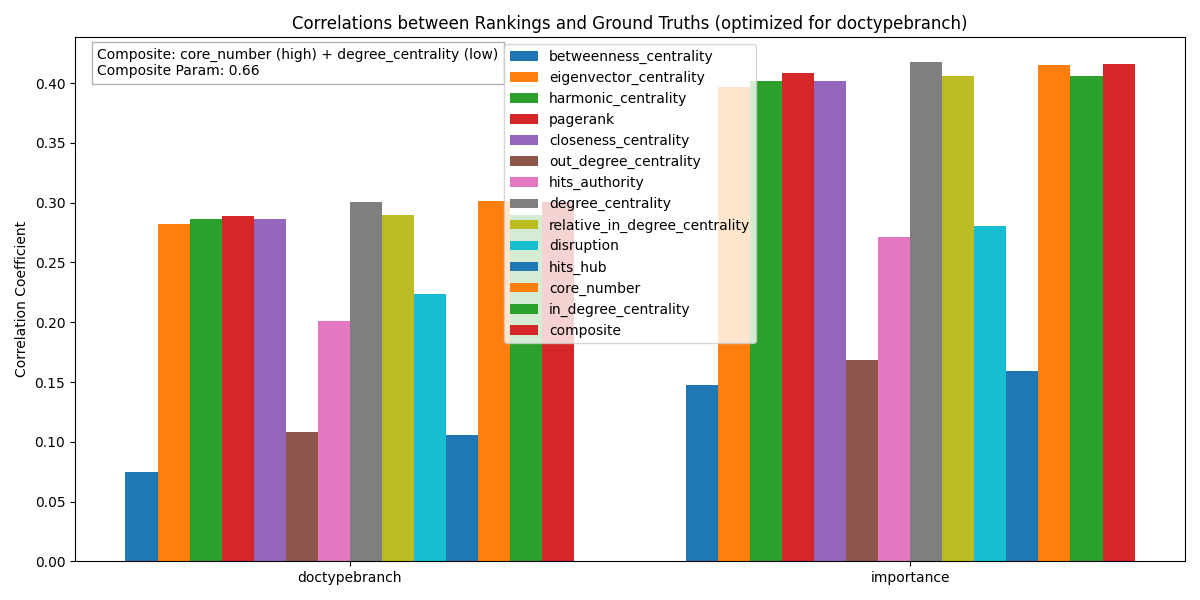 Correlations between Rankings and Ground Truths (optimized for doctypebranch)
Composite: core_number (high) + degree_centrality (low)
Composite Param: 0.66
betweenness_centrality
eigenvector_centrality
harmonic_centrality
pagerank
closeness_centrality
out_degree_centrality
hits_authority
degree_centrality
relative_in_degree_centrality
disruption
hits_hub
core_number
in_degree_centrality
composite
Correlation Coefficient
0.40
0.35
0.30
0.25
0.20
0.15
0.10
0.05
0.00
doctypebranch
importance